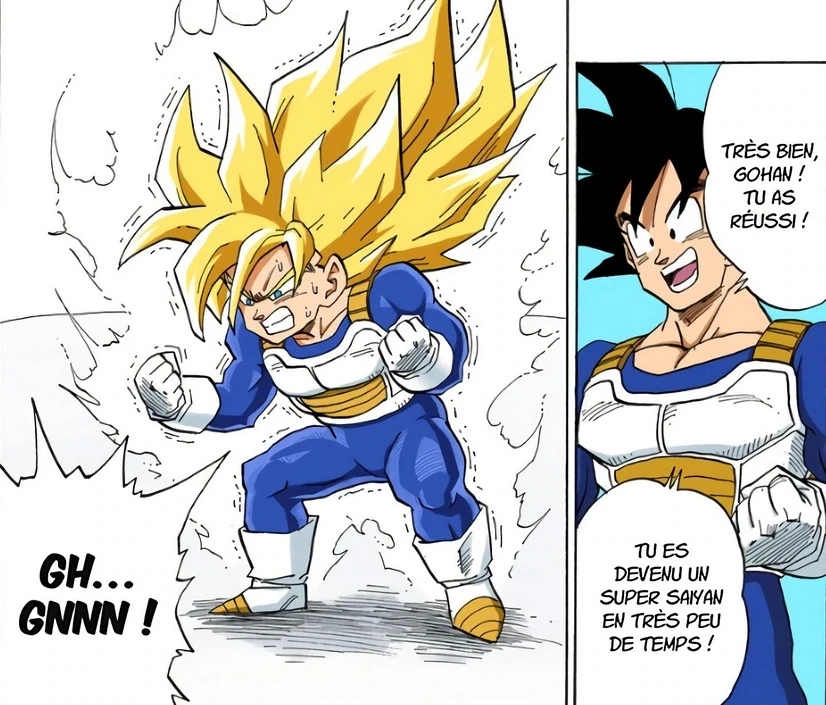 GH...
GNNN !
TRÈS BIEN,
GOHAN !
TU AS
RÉUSSI !
TU ES
DEVENU UN
SUPER SAIYAN
EN TRÈS PEU
DE TEMPS !